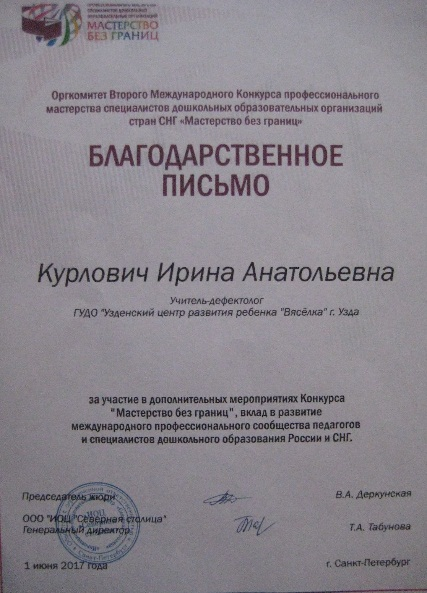 МАСТЕРСТВО
БЕЗ ГРАНИЦ
Оргкомитет Второго Международного Конкурса профессионального
мастерства специалистов дошкольных образовательных организаций
стран СНГ «Мастерство без границ»
БЛАГОДАРСТВЕННОЕ
ПИСЬМО
Курлович Ирина Анатольевна
Учитель-дефектолог
ГУДО "Узденский центр развития ребенка "Вясёлка" г. Узда
за участие в дополнительных мероприятиях Конкурса
"Мастерство без границ", вклад в развитие
международного профессионального сообщества педагогов
и специалистов дошкольного образования России и СНГ.
Председатель жюри
В.А. Деркунская
ООО "ИОЦ "Северная столица"
Генеральный директор
Т.А. Табунова
1 июня 2017 года
г. Санкт-Петербург